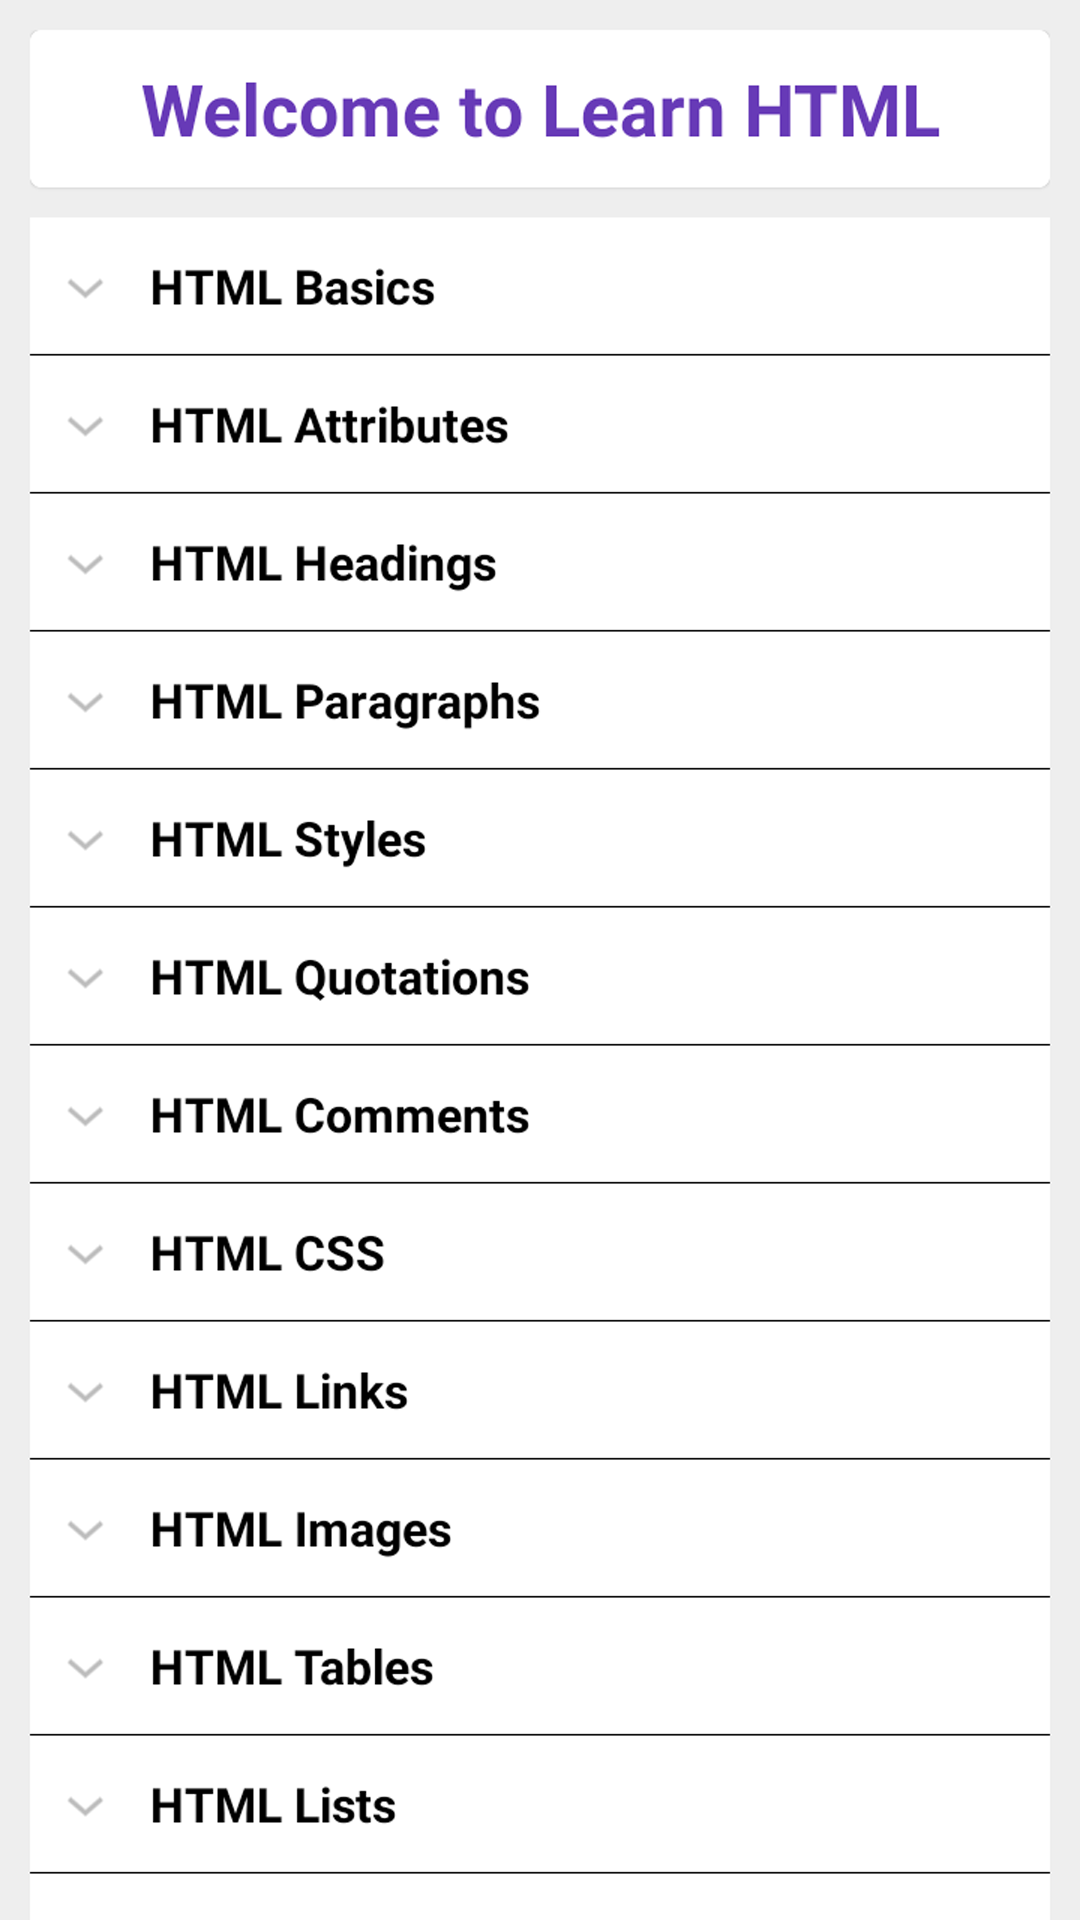 Welcome to Learn HTML
HTML Basics
HTML Attributes
HTML Headings
HTML Paragraphs
HTML Styles
HTML Quotations
HTML Comments
HTML CSS
HTML Links
HTML Images
HTML Tables
HTML Lists